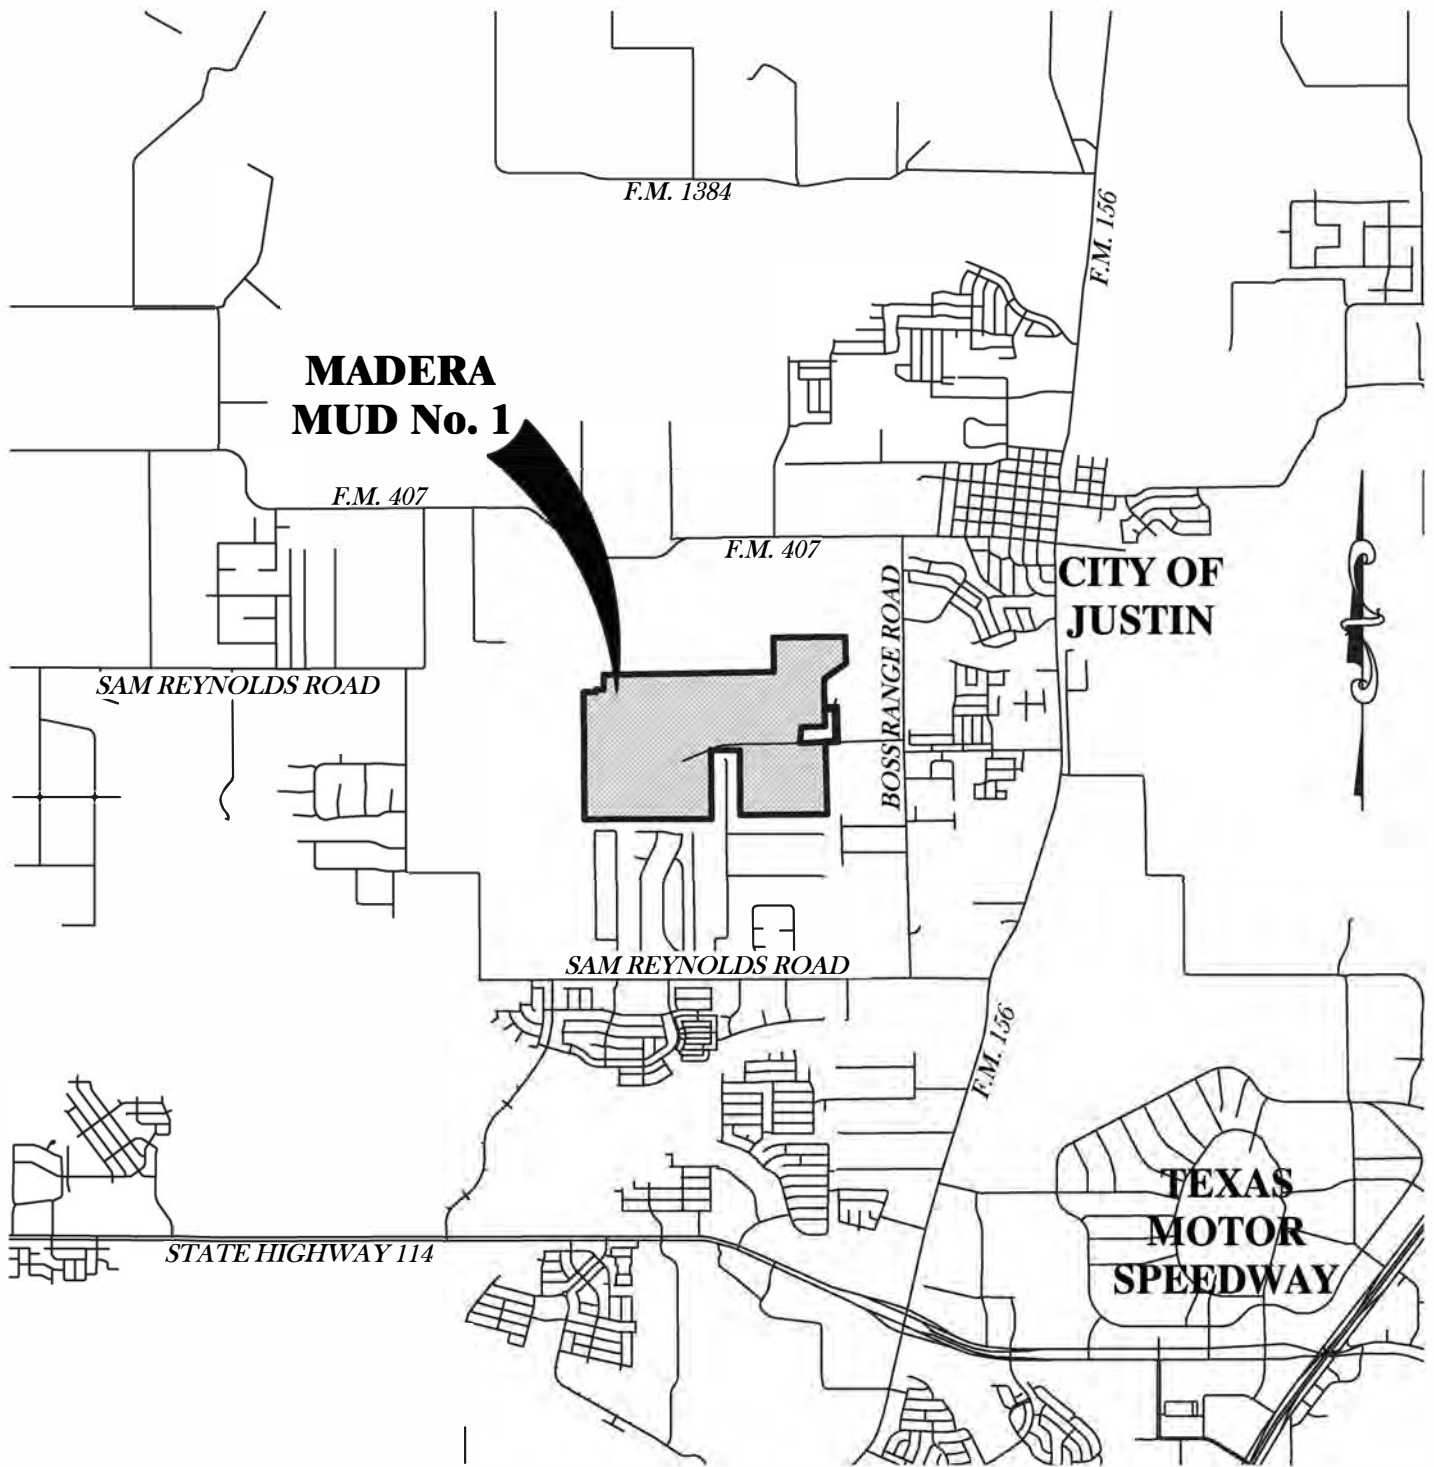 F.M. 1384
F.M. 156
MADERA
MUD No. 1
F.M. 407
F.M. 407
CITY OF
JUSTIN
BOSS RANGE ROAD
SAM REYNOLDS ROAD
SAM REYNOLDS ROAD
F.M. 156
TEXAS
MOTOR
SPEEDWAY
STATE HIGHWAY 114